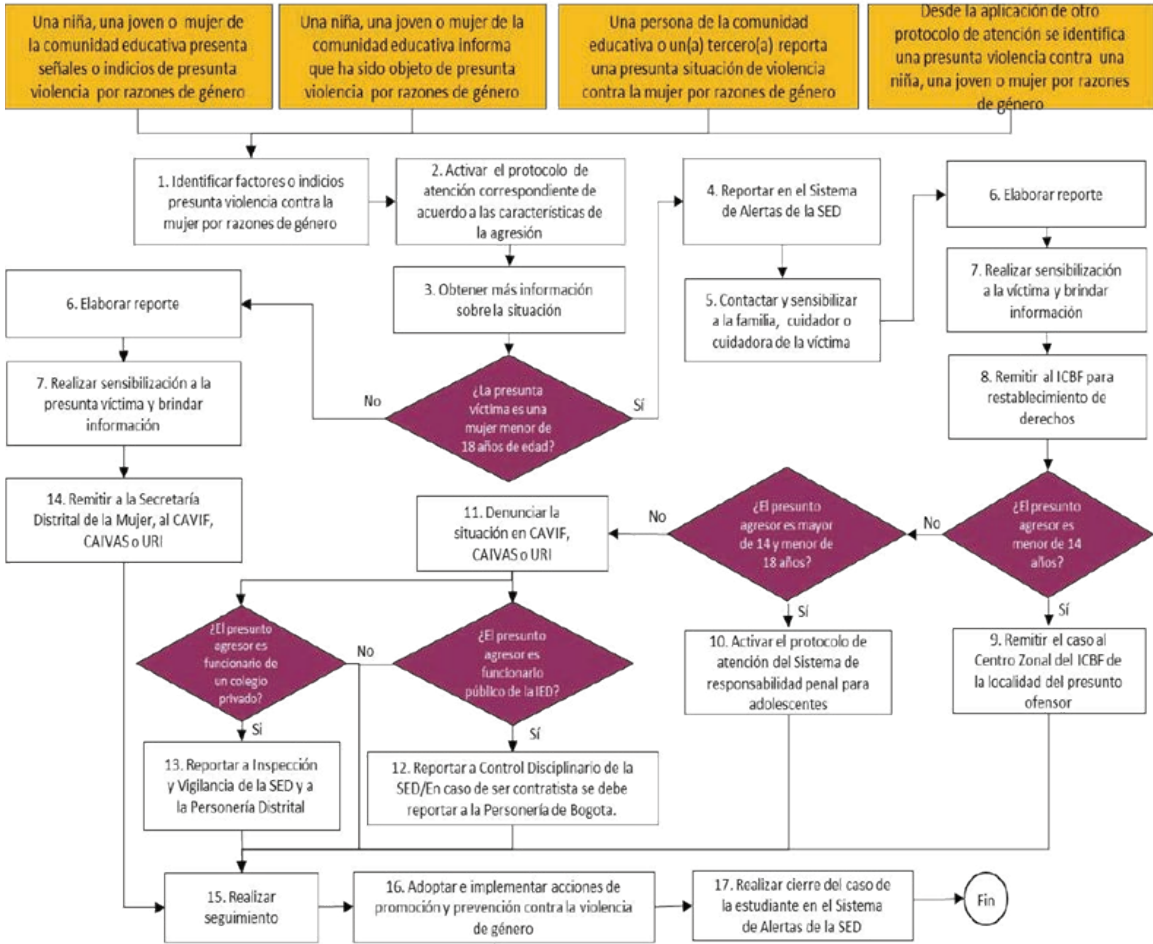 Una niña, una joven o mujer de
la comunidad educativa presenta
señales o indicios de presunta
violencia por razones de género
Una niña, una joven o mujer de la
comunidad educativa informa
que ha sido objeto de presunta
violencia por razones de género
Una persona de la comunidad
educativa o un(a) tercero(a) reporta
una presunta situación de violencia
contra la mujer por razones de género
Desde la aplicación de otro
protocolo de atención se identifica
una presunta violencia contra una
niña, una joven o mujer por razones
de género
1. Identificar factores o indicios
presunta violencia contra la
mujer por razones de género
2. Activar el protocolo de
atención correspondiente de
acuerdo a las características de
la agresión
4. Reportar en el Sistema
de Alertas de la SED
6. Elaborar reporte
3. Obtener más información
sobre la situación
5. Contactar y sensibilizar
a la familia, cuidador o
cuidadora de la víctima
7. Realizar sensibilización
a la víctima y brindar
información
6. Elaborar reporte
7. Realizar sensibilización a la
presunta víctima y brindar
información
No
¿La presunta
víctima es una
mujer menor de
18 años de edad?
Sí
8. Remitir al ICBF para
restablecimiento de
derechos
14. Remitir a la Secretaría
Distrital de la Mujer, al CAVIF,
CAIVAS o URI
11. Denunciar la
situación en CAVIF,
CAIVAS o URI
No
¿El presunto
agresor es mayor
de 14 y menor de
18 años?
No
¿El presunto
agresor es
menor de 14
años?
Sí
Sí
¿El presunto
agresor es
funcionario de
un colegio
privado?
No
¿El presunto
agresor es
funcionario
público de la IED?
10. Activar el protocolo de
atención del Sistema de
responsabilidad penal para
adolescentes
9. Remitir el caso al
Centro Zonal del ICBF de
la localidad del presunto
ofensor
Sí
Sí
13. Reportar a Inspección
y Vigilancia de la SED y a
la Personería Distrital
12. Reportar a Control Disciplinario de la
SED/En caso de ser contratista se debe
reportar a la Personería de Bogota.
15. Realizar
seguimiento
16. Adoptar e implementar acciones de
promoción y prevención contra la violencia
de género
17. Realizar cierre del caso de
la estudiante en el Sistema
de Alertas de la SED
Fin